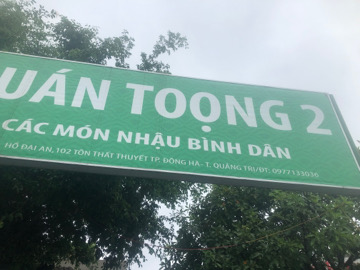 UÁN TOỌNG 2
CÁC MÓN NHẬU BÌNH DÂN
HỒ ĐẠI AN, 102 TÔN THẤT THUYẾT TP. ĐÔNG HÀ - T. QUẢNG TRỊ/ĐT: 0977133036